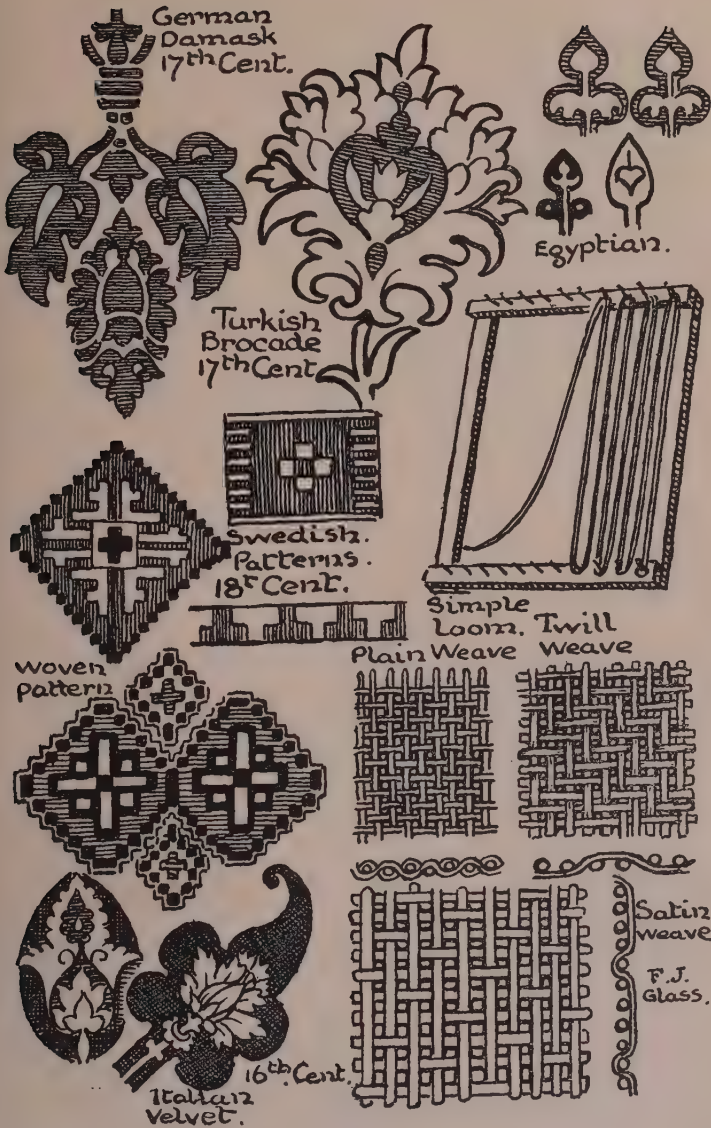 German
Damask
17th Cent.
Egyptian.
Turkish
Brocade
17th Cent
Swedish.
Patterns.
18t Cent.
Simple
Loom.
Twill
Weave
Plain Weave
Woven
pattern
Satin
weave
F.J.
Glass.
16th. Cent.
Italian
Velvet.